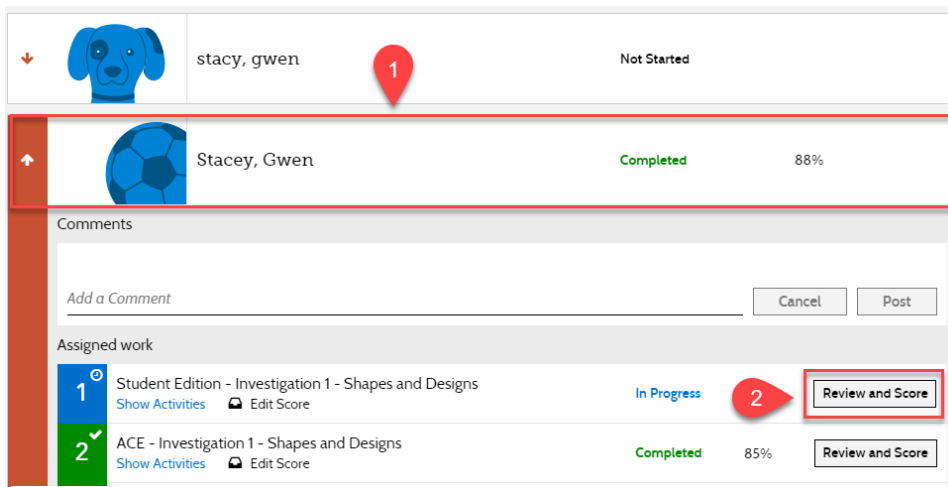 stacy, gwen
Not Started
1
Stacey, Gwen
Completed
88%
Comments
Add a Comment
Cancel
Post
Assigned work
1
Student Edition - Investigation 1 - Shapes and Designs
Show Activities
Edit Score
In Progress
2
Review and Score
2
ACE - Investigation 1 - Shapes and Designs
Show Activities
Edit Score
Completed
85%
Review and Score